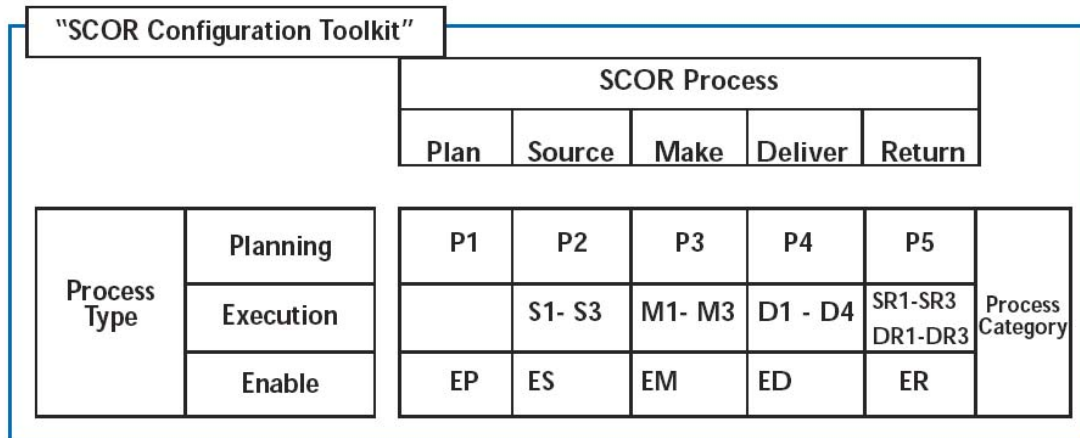 "SCOR Configuration Toolkit"
SCOR Process
Plan Source Make Deliver Return
Planning P1 P2 P3 P4 P5
Process Type Execution S1- S3 M1- M3 D1 - D4 SR1-SR3 DR1-DR3 Process Category
Enable EP ES EM ED ER